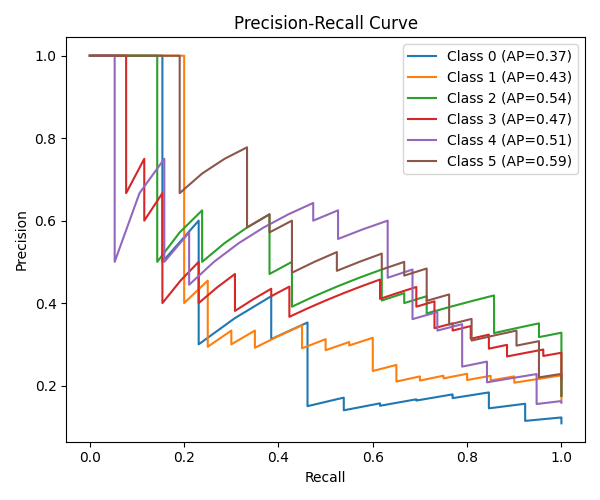 Precision-Recall Curve
1.0
0.8
0.6
0.4
0.2
Precision
0.0
0.2
0.4
0.6
0.8
1.0
Recall
Class 0 (AP=0.37)
Class 1 (AP=0.43)
Class 2 (AP=0.54)
Class 3 (AP=0.47)
Class 4 (AP=0.51)
Class 5 (AP=0.59)